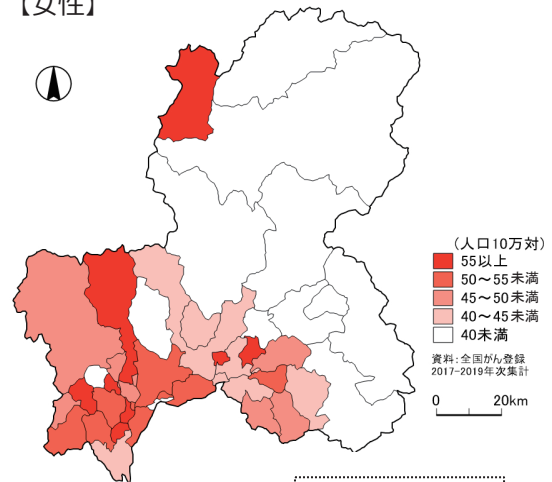 【女性】
(人口10万対)
55以上
50～55未満
45～50未満
40～45未満
40未満
資料:全国がん登録
2017-2019年次集計
0 20km